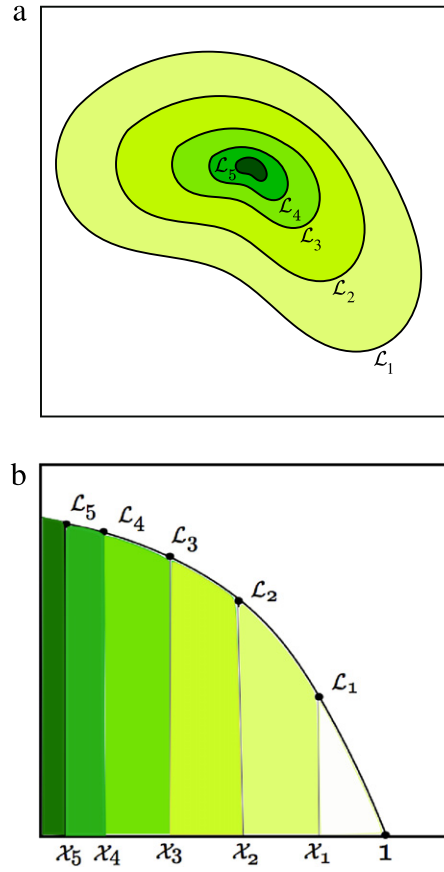 a
ℒ₅
ℒ₄
ℒ₃
ℒ₂
ℒ₁
b
ℒ₅
ℒ₄
ℒ₃
ℒ₂
ℒ₁
𝒳₅ 𝒳₄ 𝒳₃ 𝒳₂ 𝒳₁ 1